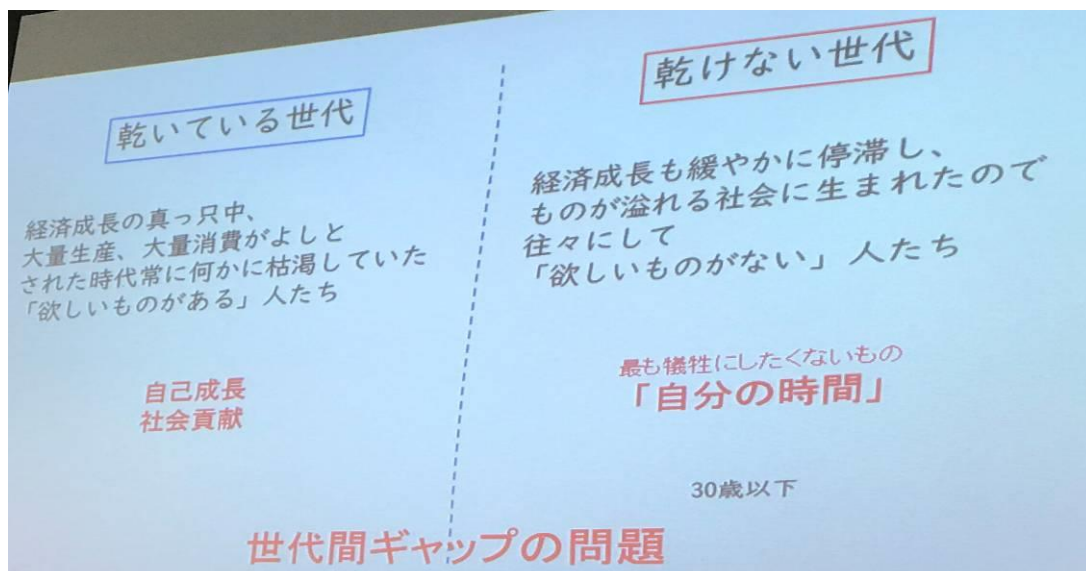 乾いている世代
経済成長の真っ只中、
大量生産、大量消費がよしと
された時代常に何かに枯渇していた
「欲しいものがある」人たち
自己成長
社会貢献
乾けない世代
経済成長も緩やかに停滞し、
ものが溢れる社会に生まれたので
往々にして
「欲しいものがない」人たち
最も犠牲にしたくないもの
「自分の時間」
30歳以下
世代間ギャップの問題